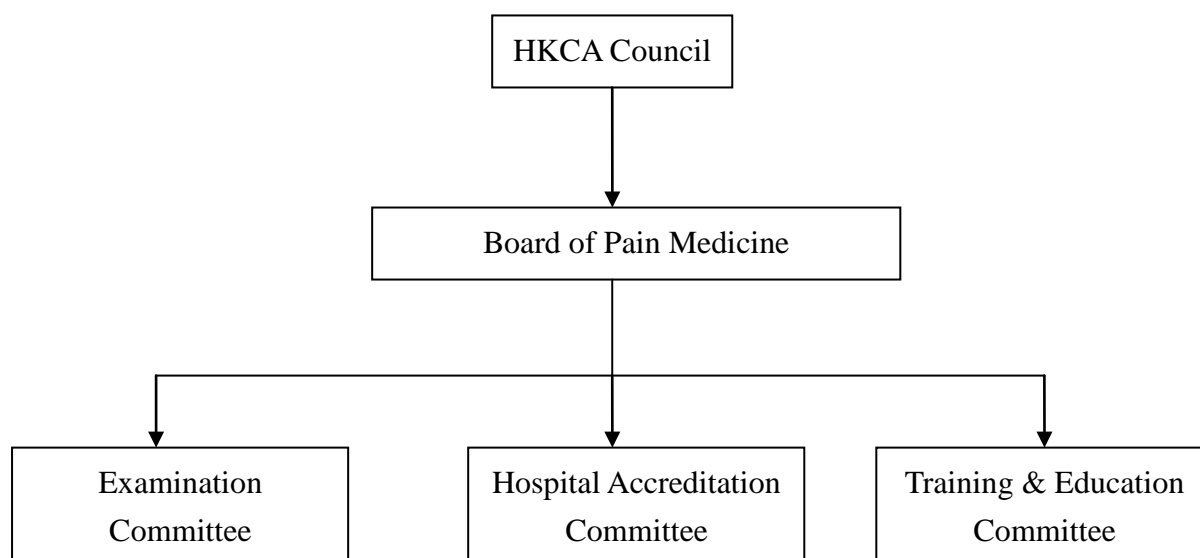 HKCA Council
Board of Pain Medicine
Examination
Committee
Hospital Accreditation
Committee
Training & Education
Committee